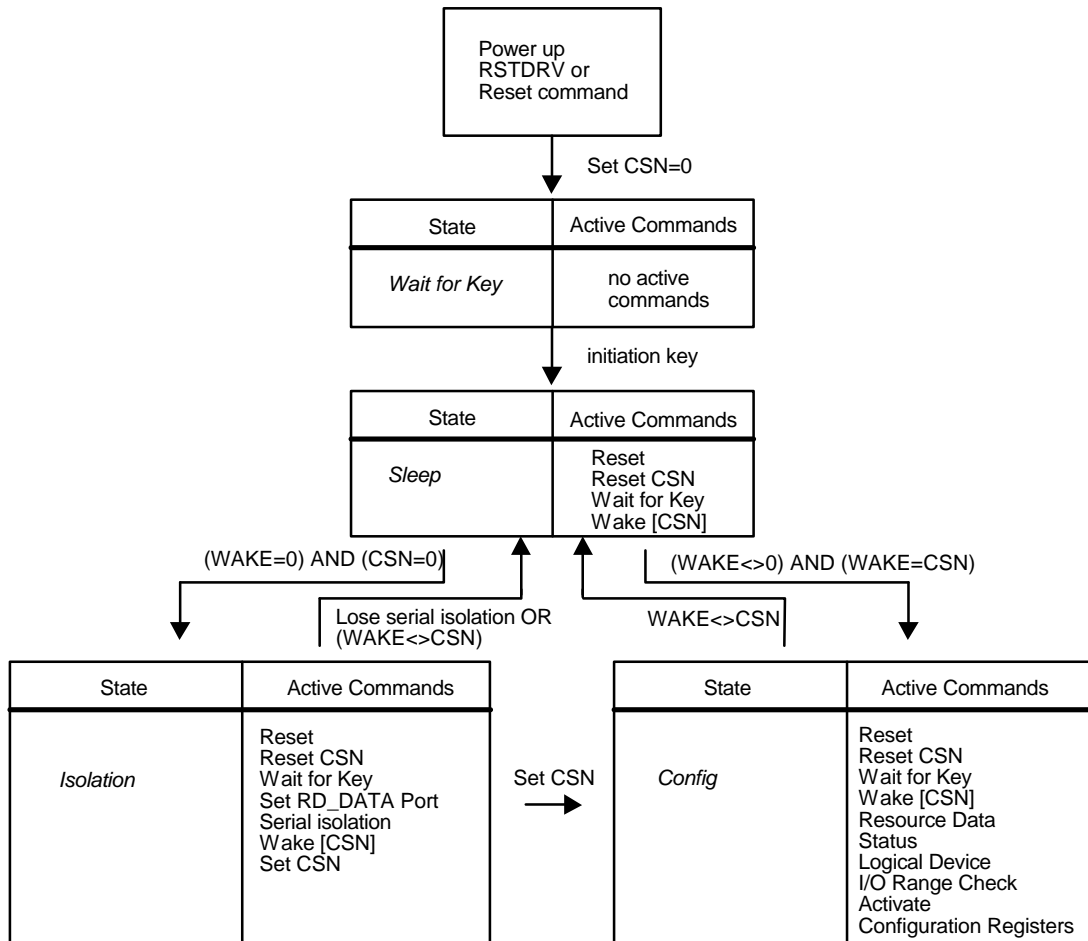 Power up
RSTDRV or
Reset command
Set CSN=0
State
Active Commands
Wait for Key
no active
commands
initiation key
State
Active Commands
Sleep
Reset
Reset CSN
Wait for Key
Wake [CSN]
(WAKE=0) AND (CSN=0)
(WAKE<>0) AND (WAKE=CSN)
Lose serial isolation OR
(WAKE<>CSN)
WAKE<>CSN
State
Active Commands
Isolation
Reset
Reset CSN
Wait for Key
Set RD_DATA Port
Serial isolation
Wake [CSN]
Set CSN
Set CSN
State
Active Commands
Config
Reset
Reset CSN
Wait for Key
Wake [CSN]
Resource Data
Status
Logical Device
I/O Range Check
Activate
Configuration Registers